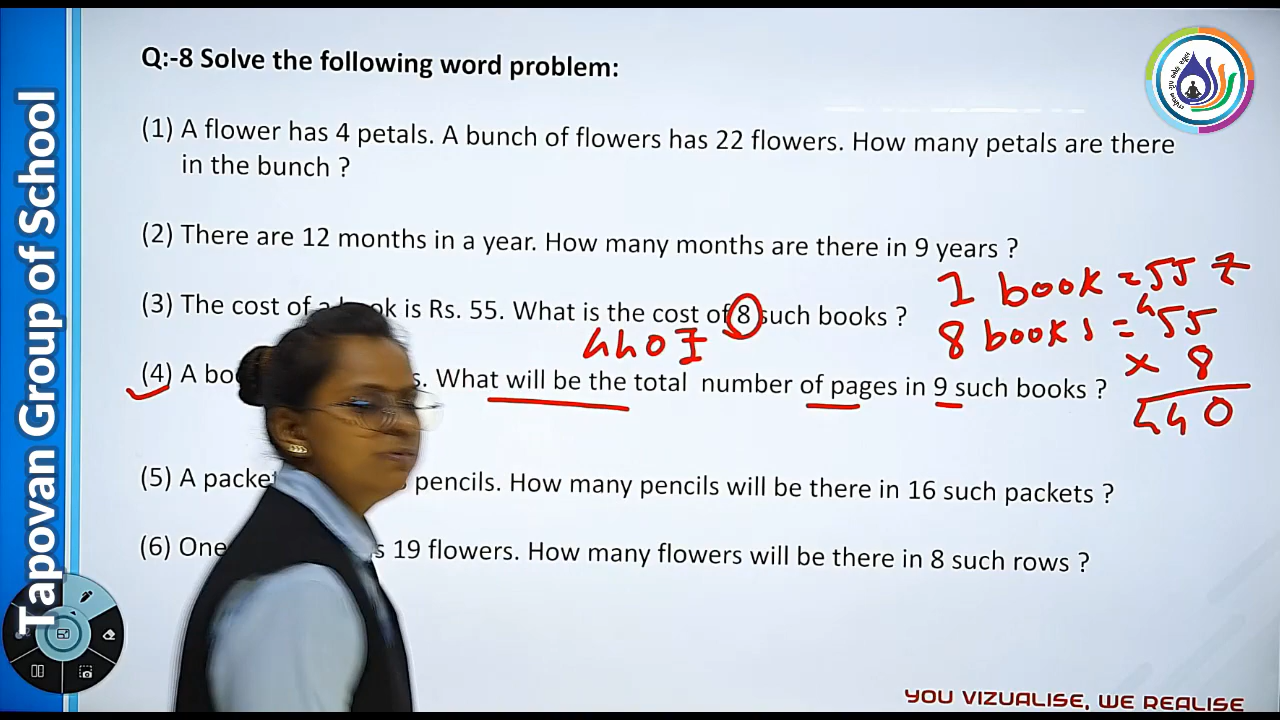 Tapovan Group of School
Q:-8 Solve the following word problem:
(1) A flower has 4 petals. A bunch of flowers has 22 flowers. How many petals are there
in the bunch ?
(2) There are 12 months in a year. How many months are there in 9 years ?
(3) The cost of a book is Rs. 55. What is the cost of 8 such books ?
440 ₹
(4) A What will be the total number of pages in 9 such books ?
(5) A packet pencils. How many pencils will be there in 16 such packets ?
(6) One 19 flowers. How many flowers will be there in 8 such rows ?
1 book = 55 ₹
8 books = 55
4
× 8
440
YOU VIZUALISE, WE REALISE